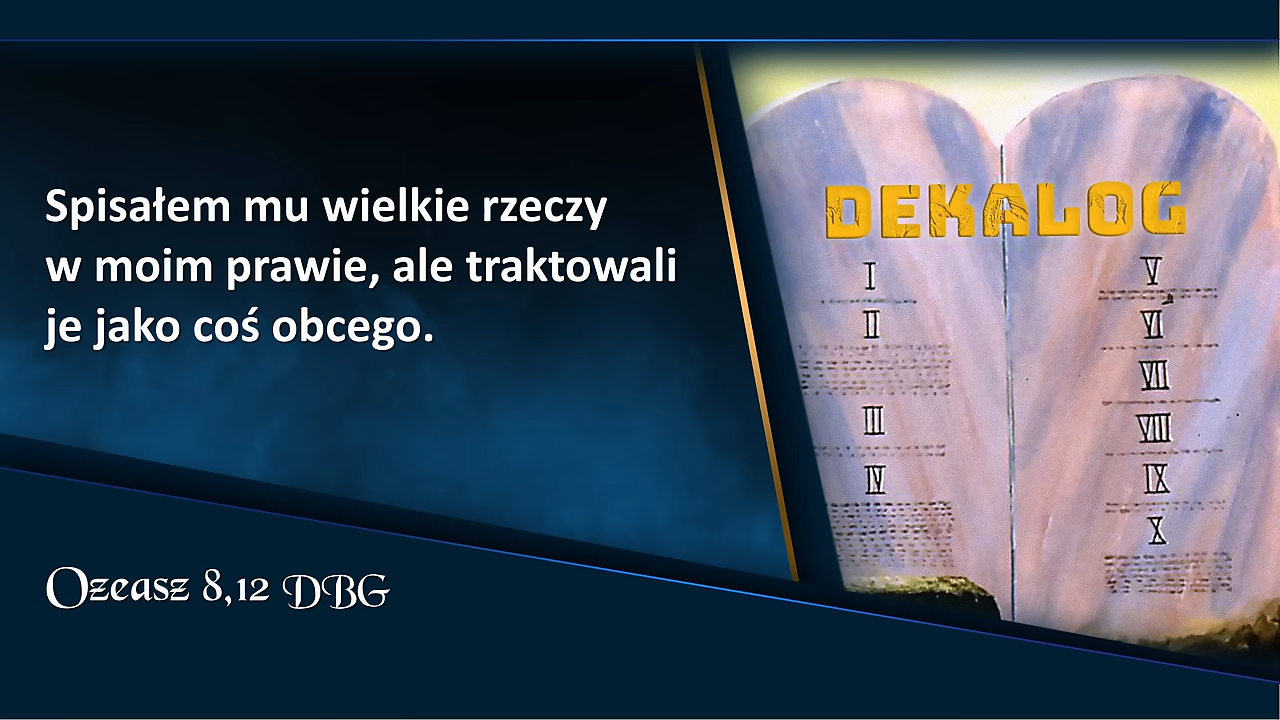 Spisałem mu wielkie rzeczy
w moim prawie, ale traktowali
je jako coś obcego.
Ozeasz 8,12 DBG
DEKALOG
I
II
III
IV
V
VI
VII
VIII
IX
X